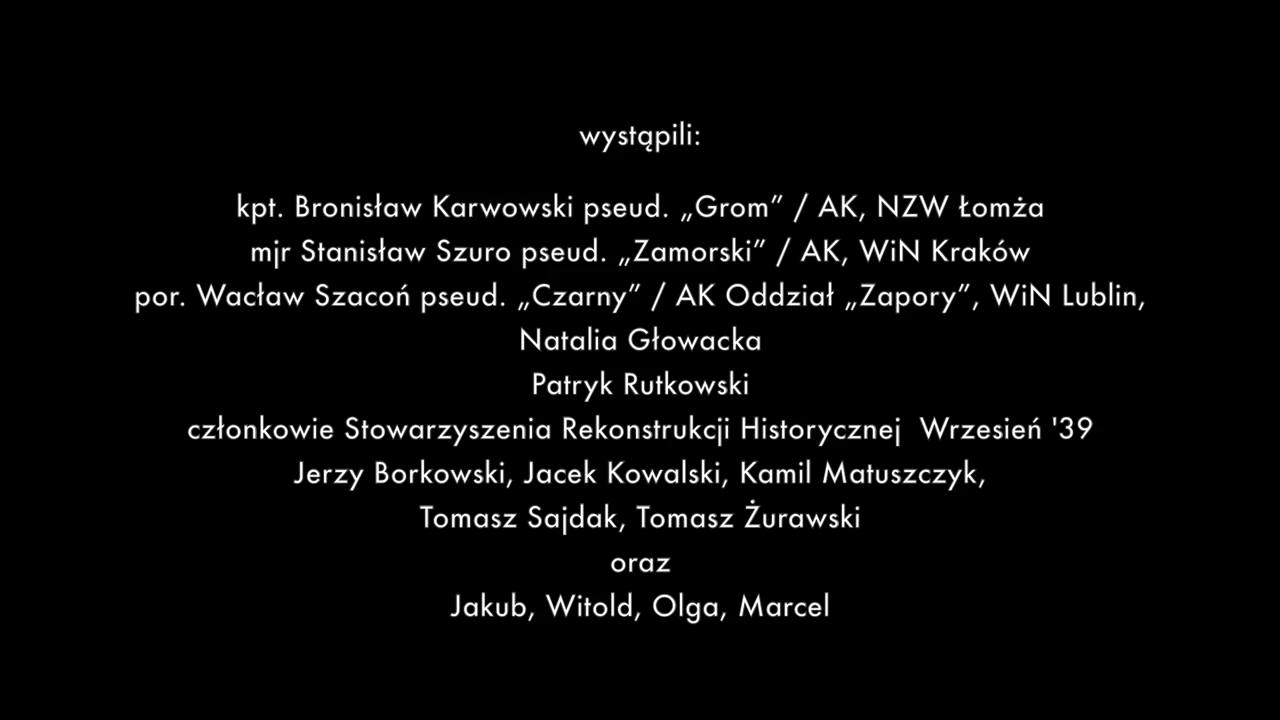 wystąpili:
kpt. Bronisław Karwowski pseud. „Grom” / AK, NZW Łomża
mjr Stanisław Szuro pseud. „Zamorski” / AK, WiN Kraków
por. Wacław Szacoń pseud. „Czarny” / AK Oddział „Zapory”, WiN Lublin,
Natalia Głowacka
Patryk Rutkowski
członkowie Stowarzyszenia Rekonstrukcji Historycznej  Wrzesień '39
Jerzy Borkowski, Jacek Kowalski, Kamil Matuszczyk,
Tomasz Sajdak, Tomasz Żurawski
oraz
Jakub, Witold, Olga, Marcel